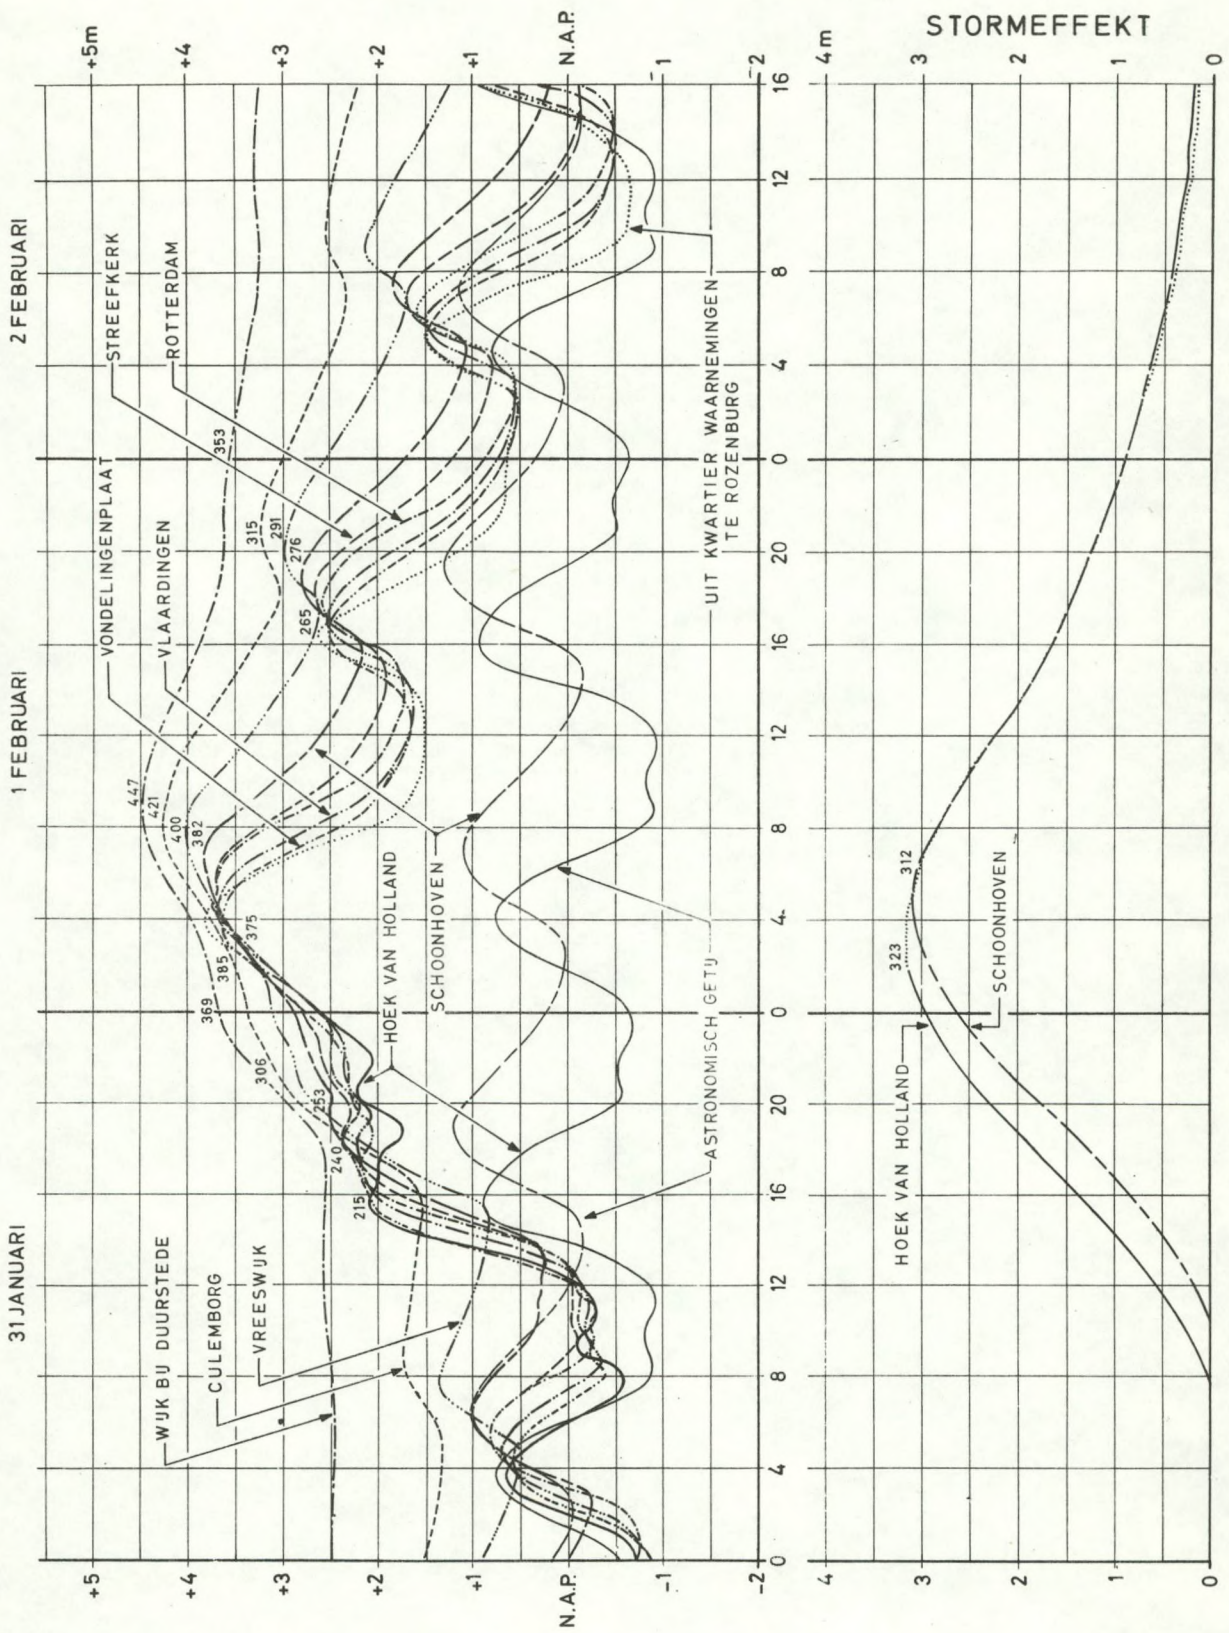 31 JANUARI
1 FEBRUARI
2 FEBRUARI
+5
+4
+3
+2
+1
N.A.P.
-1
-2
+5m
+4
+3
+2
+1
N.A.P.
-1
-2
WIJK BIJ DUURSTEDE
CULEMBORG
VREESWIJK
VONDELINGENPLAAT
VLAARDINGEN
STREEFKERK
ROTTERDAM
HOEK VAN HOLLAND
SCHOONHOVEN
ASTRONOMISCH GETIJ
UIT KWARTIER WAARNEMINGEN
TE ROZENBURG
215
240
253
306
369
385
375
382
400
421
447
265
276
291
315
353
0
4
8
12
16
20
0
4
8
12
16
20
0
4
8
12
16
4
3
2
1
0
HOEK VAN HOLLAND
SCHOONHOVEN
323
312
4m
3
2
1
0
STORMEFFEKT